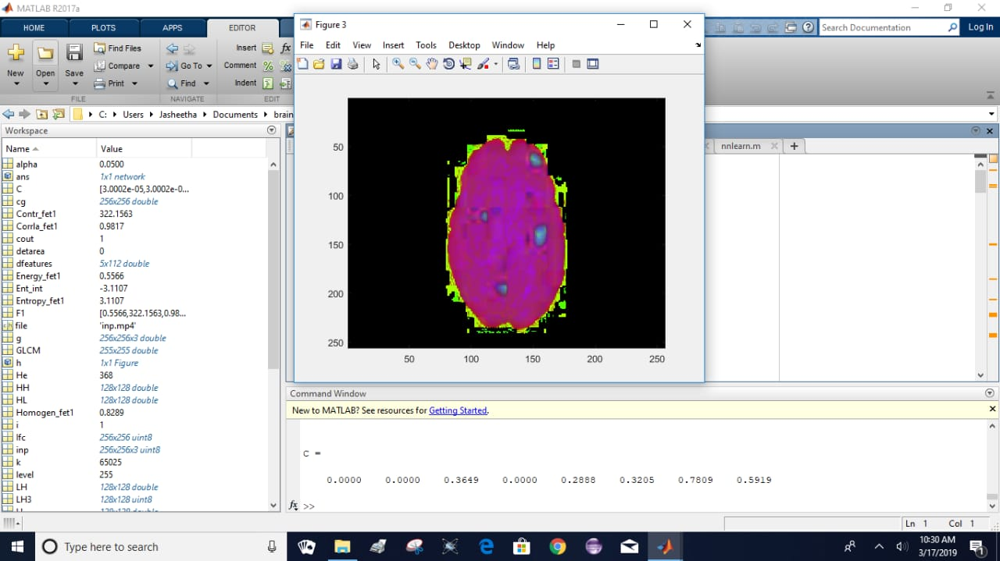 MATLAB R2017a
HOME PLOTS APPS EDITOR
Search Documentation Log In
New Open Save Find Files Compare Print Go To Find Insert Comment Indent
FILE NAVIGATE EDIT
C: Users Jasheetha Documents brain
Workspace
Name Value
alpha 0.0500
ans 1x1 network
C [3.0002e-05,3.0002e-0...
cg 256x256 double
Contr_fet1 322.1563
Corrla_fet1 0.9817
cout 1
detarea 0
dfeatures 5x112 double
Energy_fet1 0.5566
Ent_int -3.1107
Entropy_fet1 3.1107
F1 [0.5566,322.1563,0.98...
file 'inp.mp4'
g 256x256x3 double
GLCM 255x255 double
h 1x1 Figure
He 368
HH 128x128 double
HL 128x128 double
Homogen_fet1 0.8289
i 1
Ifc 256x256 uint8
inp 256x256x3 uint8
k 65025
level 255
LH 128x128 double
LH3 128x128 uint8
Figure 3
File Edit View Insert Tools Desktop Window Help
50
100
150
200
250
50 100 150 200 250
nnlearn.m
Command Window
New to MATLAB? See resources for Getting Started.
C =
0.0000 0.0000 0.3649 0.0000 0.2888 0.3205 0.7809 0.5919
fx >>
Ln 1 Col 1
Type here to search
10:30 AM
3/17/2019
1